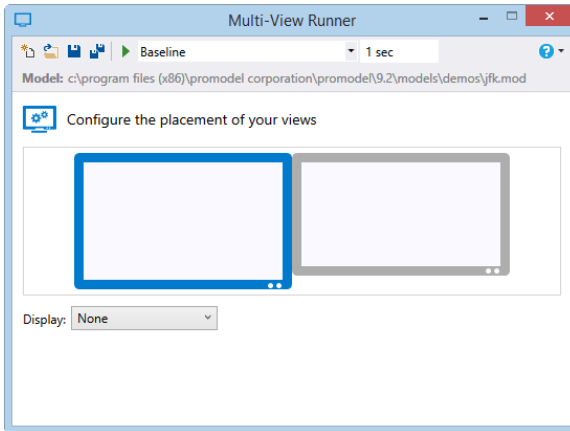 Multi-View Runner
Baseline 1 sec
Model: c:\program files (x86)\promodel corporation\promodel\9.2\models\demos\jfk.mod
Configure the placement of your views
Display: None